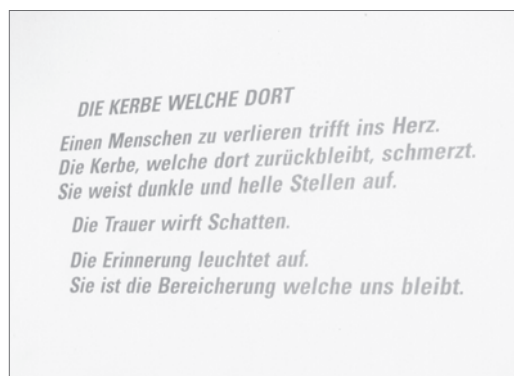 DIE KERBE WELCHE DORT
Einen Menschen zu verlieren trifft ins Herz.
Die Kerbe, welche dort zurückbleibt, schmerzt.
Sie weist dunkle und helle Stellen auf.
Die Trauer wirft Schatten.
Die Erinnerung leuchtet auf.
Sie ist die Bereicherung welche uns bleibt.